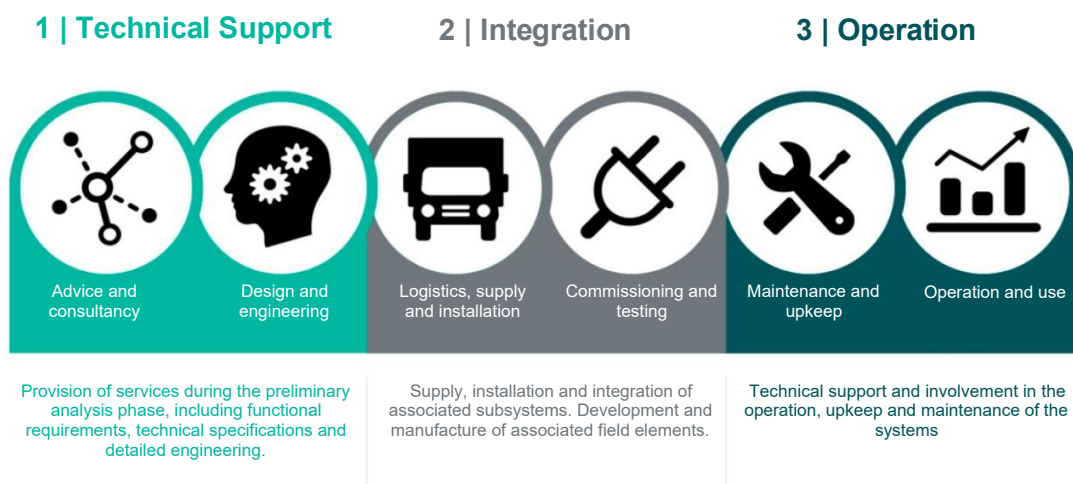 1 | Technical Support
2 | Integration
3 | Operation
Advice and
consultancy
Design and
engineering
Logistics, supply
and installation
Commissioning and
testing
Maintenance and
upkeep
Operation and use
Provision of services during the preliminary
analysis phase, including functional
requirements, technical specifications and
detailed engineering.
Supply, installation and integration of
associated subsystems. Development and
manufacture of associated field elements.
Technical support and involvement in the
operation, upkeep and maintenance of the
systems